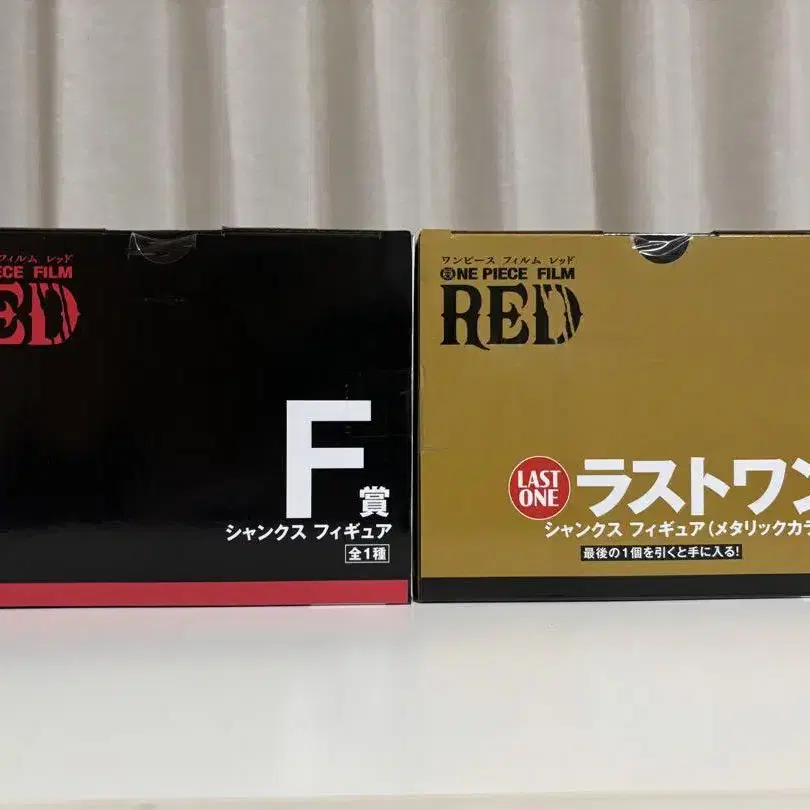 フィルム レッド
ECE FILM
ED
F賞
シャンクス フィギュア
全1種
ワンピース フィルム レッド
ONE PIECE FILM
RED
LAST ONE
ラストワン
シャンクス フィギュア(メタリックカラ
最後の1個を引くと手に入る!